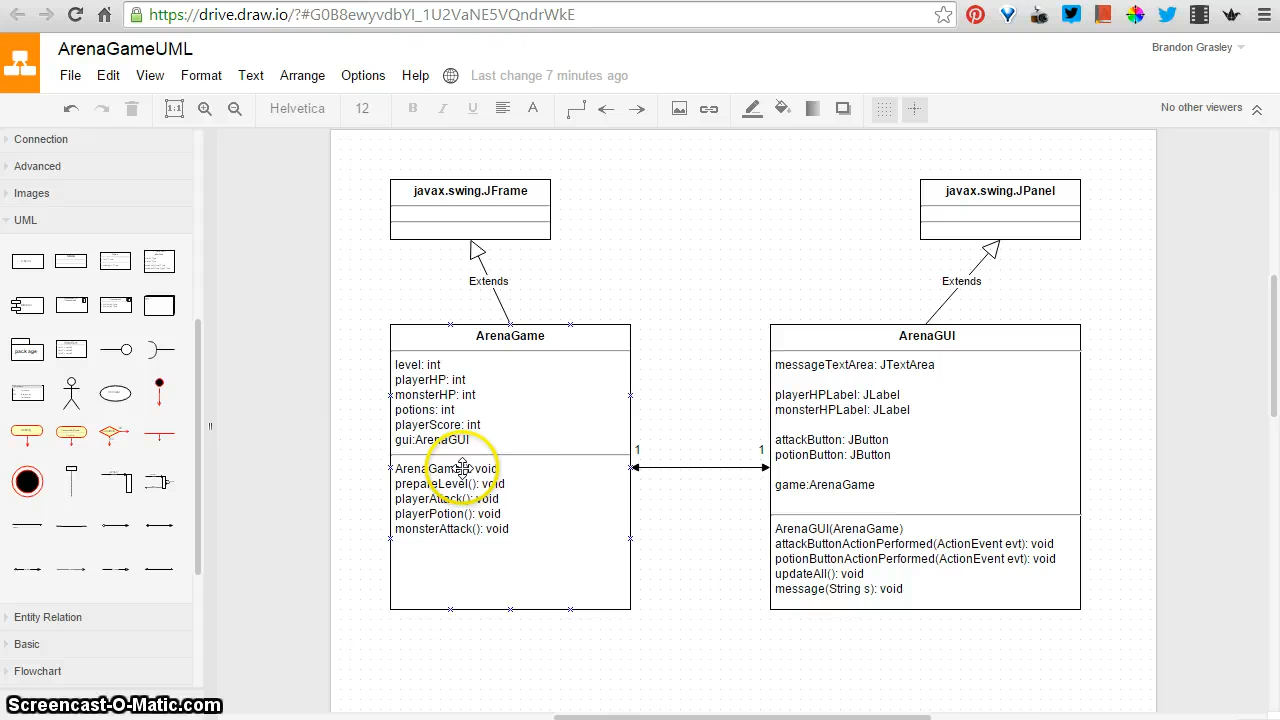 https://drive.draw.io/?#G0B8ewyvdbYI_1U2VaNE5VQndrWkE
ArenaGameUML
Brandon Grasley
File Edit View Format Text Arrange Options Help Last change 7 minutes ago
1:1 Helvetica 12 B I U A
No other viewers
Connection
Advanced
Images
UML
package
Entity Relation
Basic
Flowchart
javax.swing.JFrame
javax.swing.JPanel
Extends
Extends
ArenaGame
level: int
playerHP: int
monsterHP: int
potions: int
playerScore: int
gui:ArenaGUI
ArenaGame void
prepareLevel(): void
playerAttack(): void
playerPotion(): void
monsterAttack(): void
1
1
ArenaGUI
messageTextArea: JTextArea
playerHPLabel: JLabel
monsterHPLabel: JLabel
attackButton: JButton
potionButton: JButton
game:ArenaGame
ArenaGUI(ArenaGame)
attackButtonActionPerformed(ActionEvent evt): void
potionButtonActionPerformed(ActionEvent evt): void
updateAll(): void
message(String s): void
Screencast-O-Matic.com